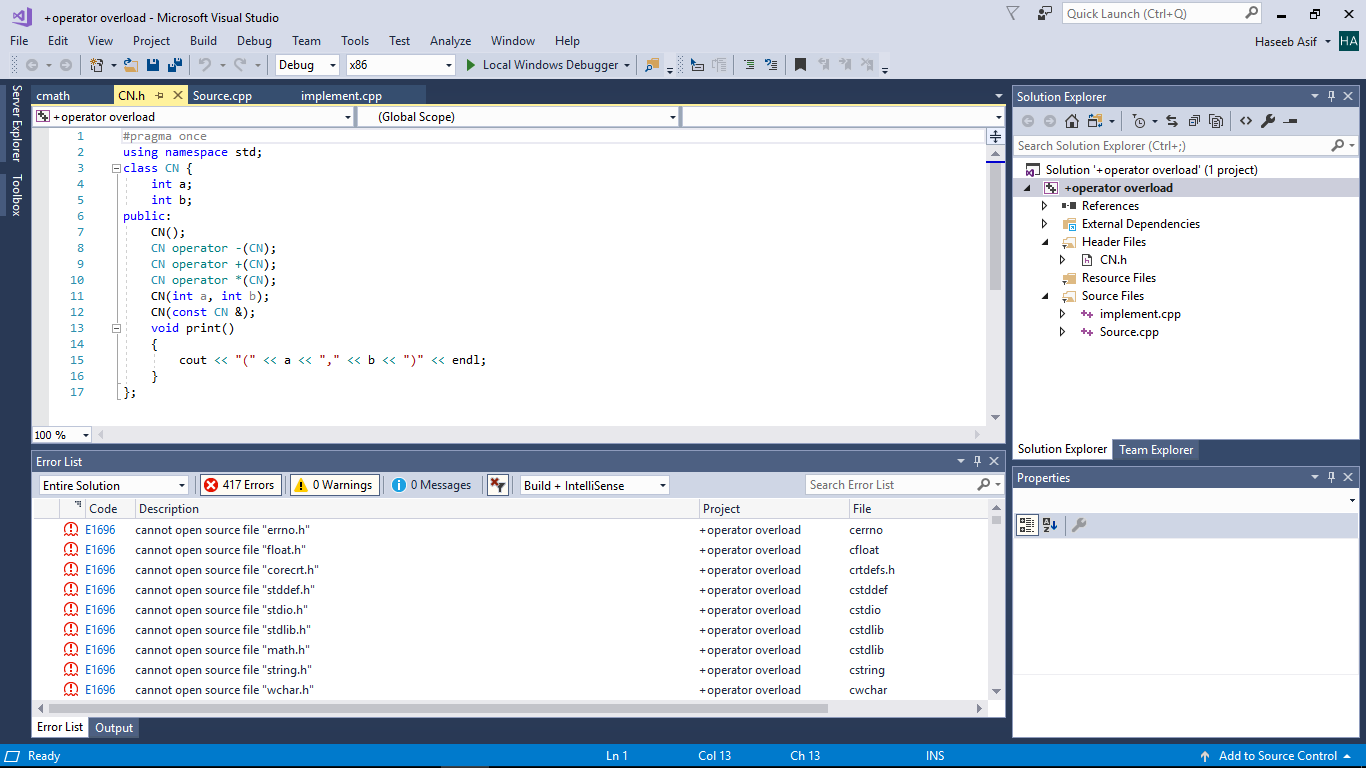 +operator overload - Microsoft Visual Studio
Quick Launch (Ctrl+Q)
File Edit View Project Build Debug Team Tools Test Analyze Window Help
Haseeb Asif HA
Debug x86 Local Windows Debugger
Server Explorer
Toolbox
cmath CN.h Source.cpp implement.cpp
+operator overload (Global Scope)
1 #pragma once
2 using namespace std;
3 class CN {
4 int a;
5 int b;
6 public:
7 CN();
8 CN operator -(CN);
9 CN operator +(CN);
10 CN operator *(CN);
11 CN(int a, int b);
12 CN(const CN &);
13 void print()
14 {
15 cout << "(" << a << "," << b << ")" << endl;
16 }
17 };
100 %
Error List
Entire Solution 417 Errors 0 Warnings 0 Messages Build + IntelliSense Search Error List
Code Description Project File
E1696 cannot open source file "errno.h" +operator overload cerrno
E1696 cannot open source file "float.h" +operator overload cfloat
E1696 cannot open source file "corecrt.h" +operator overload crtdefs.h
E1696 cannot open source file "stddef.h" +operator overload cstddef
E1696 cannot open source file "stdio.h" +operator overload cstdio
E1696 cannot open source file "stdlib.h" +operator overload cstdlib
E1696 cannot open source file "math.h" +operator overload cstdlib
E1696 cannot open source file "string.h" +operator overload cstring
E1696 cannot open source file "wchar.h" +operator overload cwchar
Error List Output
Solution Explorer
Search Solution Explorer (Ctrl+;)
Solution '+operator overload' (1 project)
+operator overload
References
External Dependencies
Header Files
CN.h
Resource Files
Source Files
implement.cpp
Source.cpp
Solution Explorer Team Explorer
Properties
Ready Ln 1 Col 13 Ch 13 INS Add to Source Control